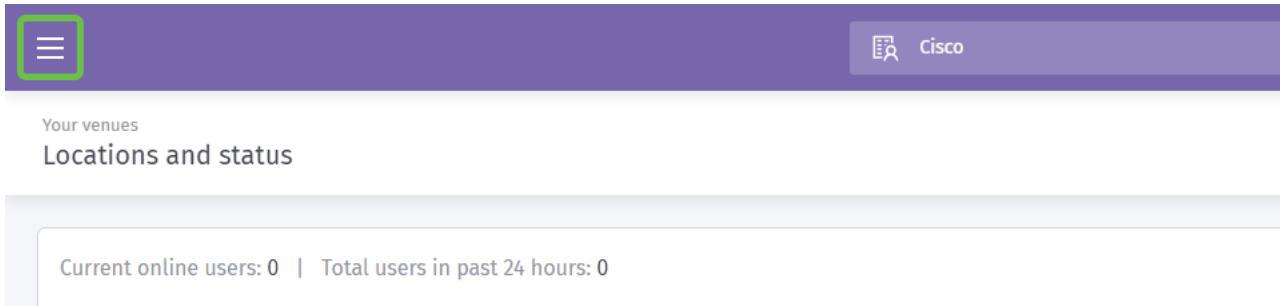 Cisco
Your venues
Locations and status
Current online users: 0 | Total users in past 24 hours: 0